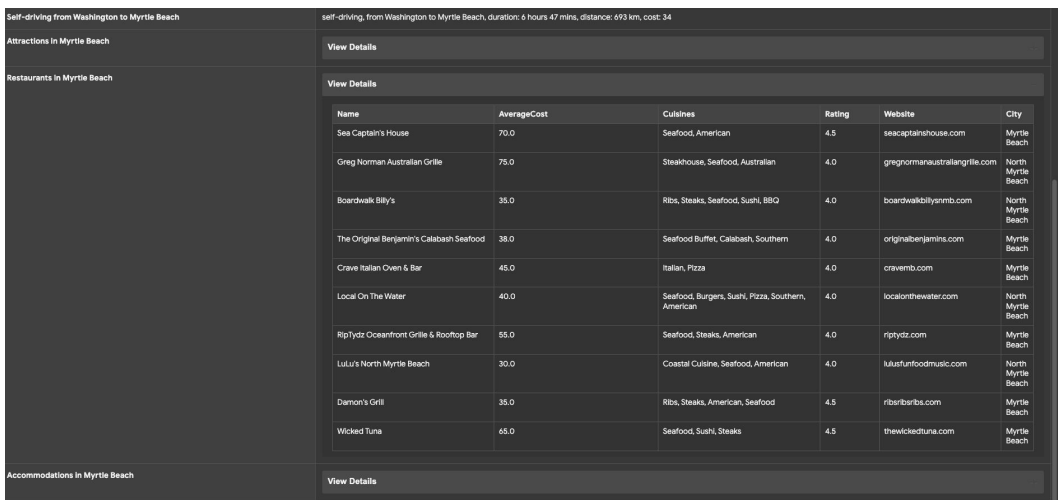 Self-driving from Washington to Myrtle Beach
self-driving, from Washington to Myrtle Beach, duration: 6 hours 47 mins, distance: 693 km, cost: 34
Attractions in Myrtle Beach
View Details
Restaurants in Myrtle Beach
View Details
Name AverageCost Cuisines Rating Website City
Sea Captain's House 70.0 Seafood, American 4.5 seacaptainshouse.com Myrtle
Beach
Greg Norman Australian Grille 75.0 Steakhouse, Seafood, Australian 4.0 gregnormanaustraliangrille.com North
Myrtle
Beach
Boardwalk Billy's 35.0 Ribs, Steaks, Seafood, Sushi, BBQ 4.0 boardwalkbillysnmb.com North
Myrtle
Beach
The Original Benjamin's Calabash Seafood 38.0 Seafood Buffet, Calabash, Southern 4.0 originalbenjamins.com Myrtle
Beach
Crave Italian Oven & Bar 45.0 Italian, Pizza 4.0 cravemb.com Myrtle
Beach
Local On The Water 40.0 Seafood, Burgers, Sushi, Pizza, Southern, 4.0 localonthewater.com North
American Myrtle
Beach
RipTydz Oceanfront Grille & Rooftop Bar 55.0 Seafood, Steaks, American 4.0 riptydz.com Myrtle
Beach
LuLu's North Myrtle Beach 30.0 Coastal Cuisine, Seafood, American 4.0 lulusfunfoodmusic.com North
Myrtle
Beach
Damon's Grill 35.0 Ribs, Steaks, American, Seafood 4.5 ribsribsribs.com Myrtle
Beach
Wicked Tuna 65.0 Seafood, Sushi, Steaks 4.5 thewickedtuna.com Myrtle
Beach
Accommodations in Myrtle Beach
View Details